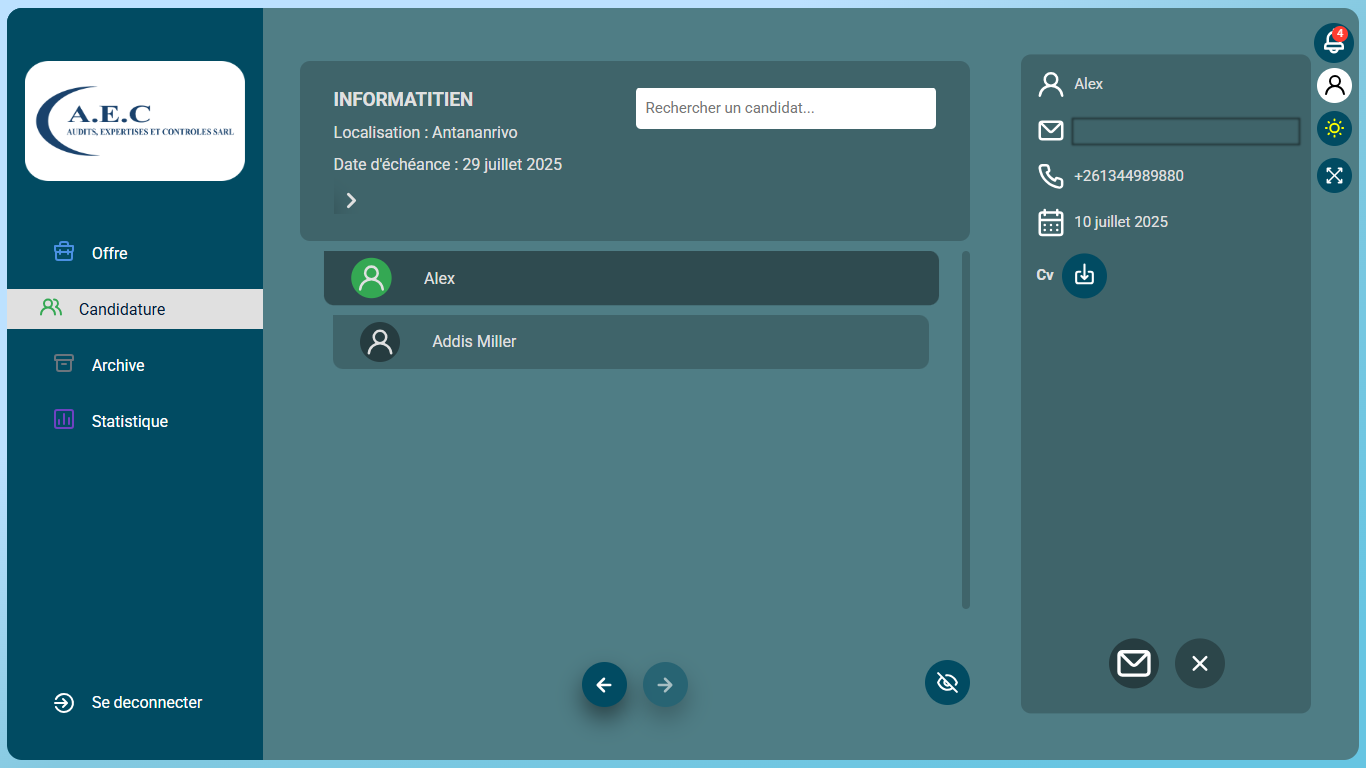 A.E.C
AUDITS, EXPERTISES ET CONTROLES SARL
Offre
Candidature
Archive
Statistique
Se deconnecter
INFORMATITIEN
Localisation : Antananrivo
Date d'échéance : 29 juillet 2025
Rechercher un candidat...
Alex
Addis Miller
4
Alex
+261344989880
10 juillet 2025
Cv